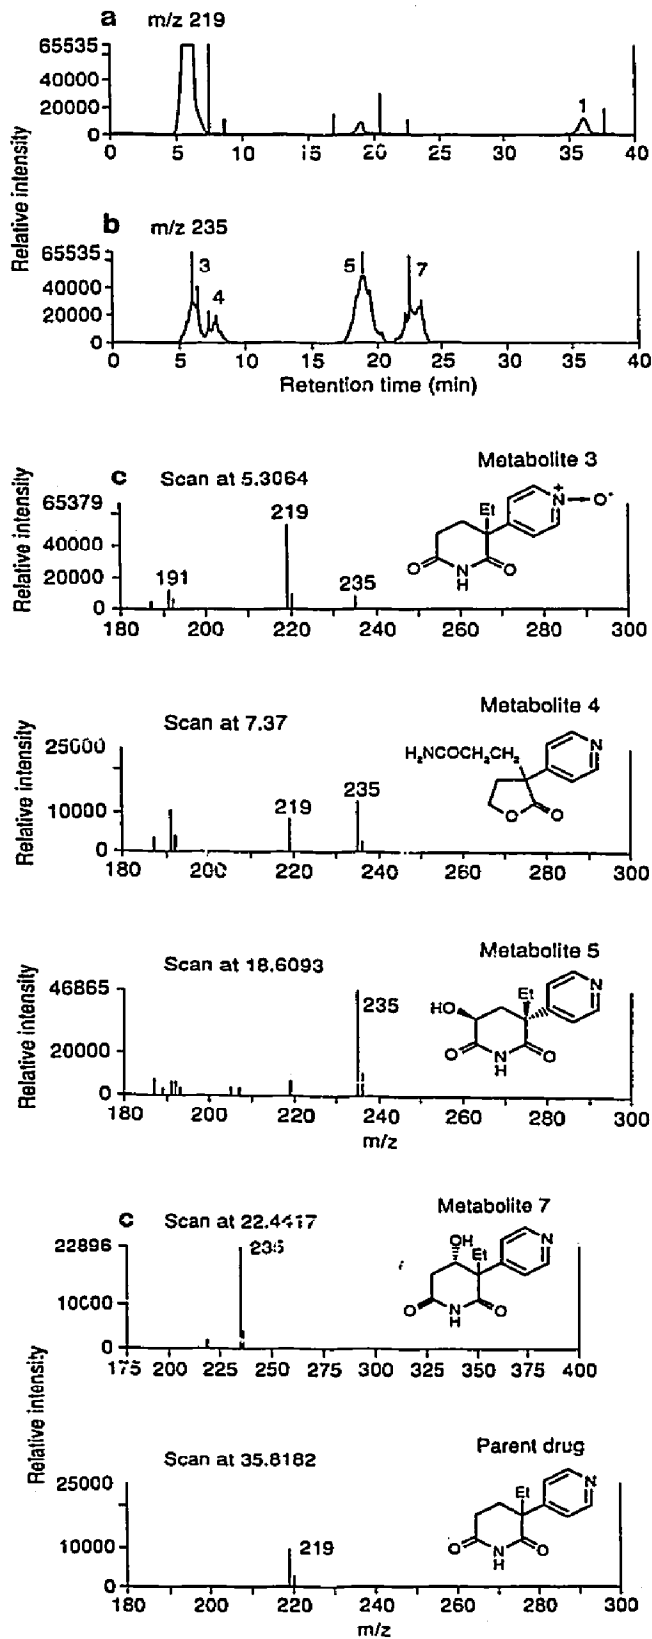 a m/z 219
65535
40000
20000
0
0 5 10 15 20 25 30 35 40
1
Relative intensity
b m/z 235
65535
40000
20000
0
3
4
5
7
0 5 10 15 20 25 30 35 40
Retention time (min)
c Scan at 5.3064
Metabolite 3
Relative intensity
65379
40000
20000
0
191
219
235
Et
N+
O-
O
N
H
O
180 200 220 240 260 280 300
Scan at 7.37
Metabolite 4
Relative intensity
25000
10000
0
219
235
H2NCOCH2CH2
N
O
O
180 200 220 240 260 280 300
Scan at 18.6093
Metabolite 5
Relative intensity
46865
20000
0
235
HO
Et
N
O
N
H
O
180 200 220 240 260 280 300
m/z
c Scan at 22.4417
Metabolite 7
22896
10000
0
235
OH
Et
N
O
N
H
O
175 200 225 250 275 300 325 350 375 400
Relative intensity
Scan at 35.8182
Parent drug
25000
10000
0
219
Et
N
O
N
H
O
180 200 220 240 260 280 300
m/z